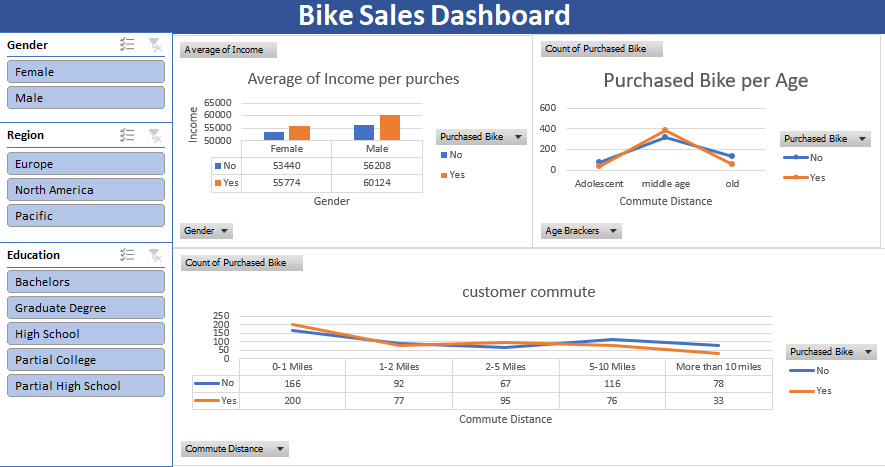 Bike Sales Dashboard
Gender
Female
Male
Region
Europe
North America
Pacific
Education
Bachelors
Graduate Degree
High School
Partial College
Partial High School
Average of Income
Average of Income per purches
Income
65000
60000
55000
50000
Female Male
No 53440 56208
Yes 55774 60124
Gender
Purchased Bike
No
Yes
Gender
Count of Purchased Bike
Purchased Bike per Age
600
400
200
0
Adolescent middle age old
Commute Distance
Purchased Bike
No
Yes
Age Brackers
Count of Purchased Bike
customer commute
250
200
150
100
50
0
0-1 Miles 1-2 Miles 2-5 Miles 5-10 Miles More than 10 miles
No 166 92 67 116 78
Yes 200 77 95 76 33
Commute Distance
Purchased Bike
No
Yes
Commute Distance